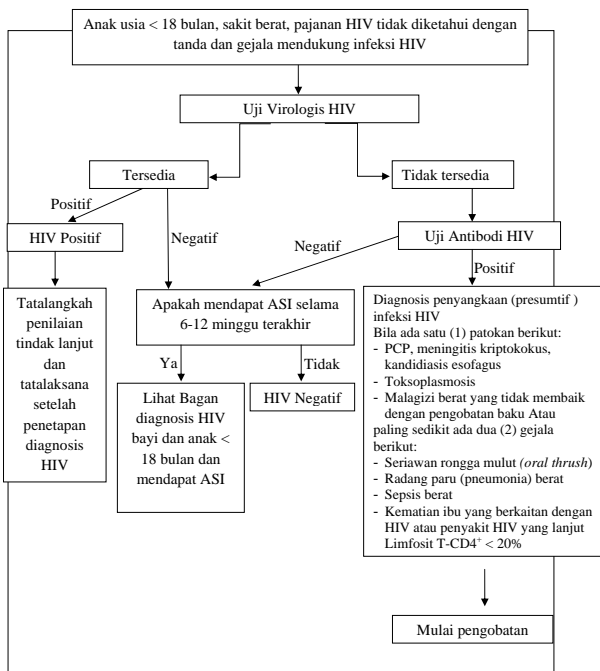 Anak usia < 18 bulan, sakit berat, pajanan HIV tidak diketahui dengan
tanda dan gejala mendukung infeksi HIV
Uji Virologis HIV
Tersedia
Tidak tersedia
Positif
Negatif
HIV Positif
Uji Antibodi HIV
Negatif
Positif
Tatalangkah
penilaian
tindak lanjut
dan
tatalaksana
setelah
penetapan
diagnosis
HIV
Apakah mendapat ASI selama
6-12 minggu terakhir
Ya
Tidak
Lihat Bagan
diagnosis HIV
bayi dan anak <
18 bulan dan
mendapat ASI
HIV Negatif
Diagnosis penyangkaan (presumtif )
infeksi HIV
Bila ada satu (1) patokan berikut:
- PCP, meningitis kriptokokus,
kandidiasis esofagus
- Toksoplasmosis
- Malagizi berat yang tidak membaik
dengan pengobatan baku Atau
paling sedikit ada dua (2) gejala
berikut:
- Seriawan rongga mulut (oral thrush)
- Radang paru (pneumonia) berat
- Sepsis berat
- Kematian ibu yang berkaitan dengan
HIV atau penyakit HIV yang lanjut
Limfosit T-CD4⁺ < 20%
Mulai pengobatan